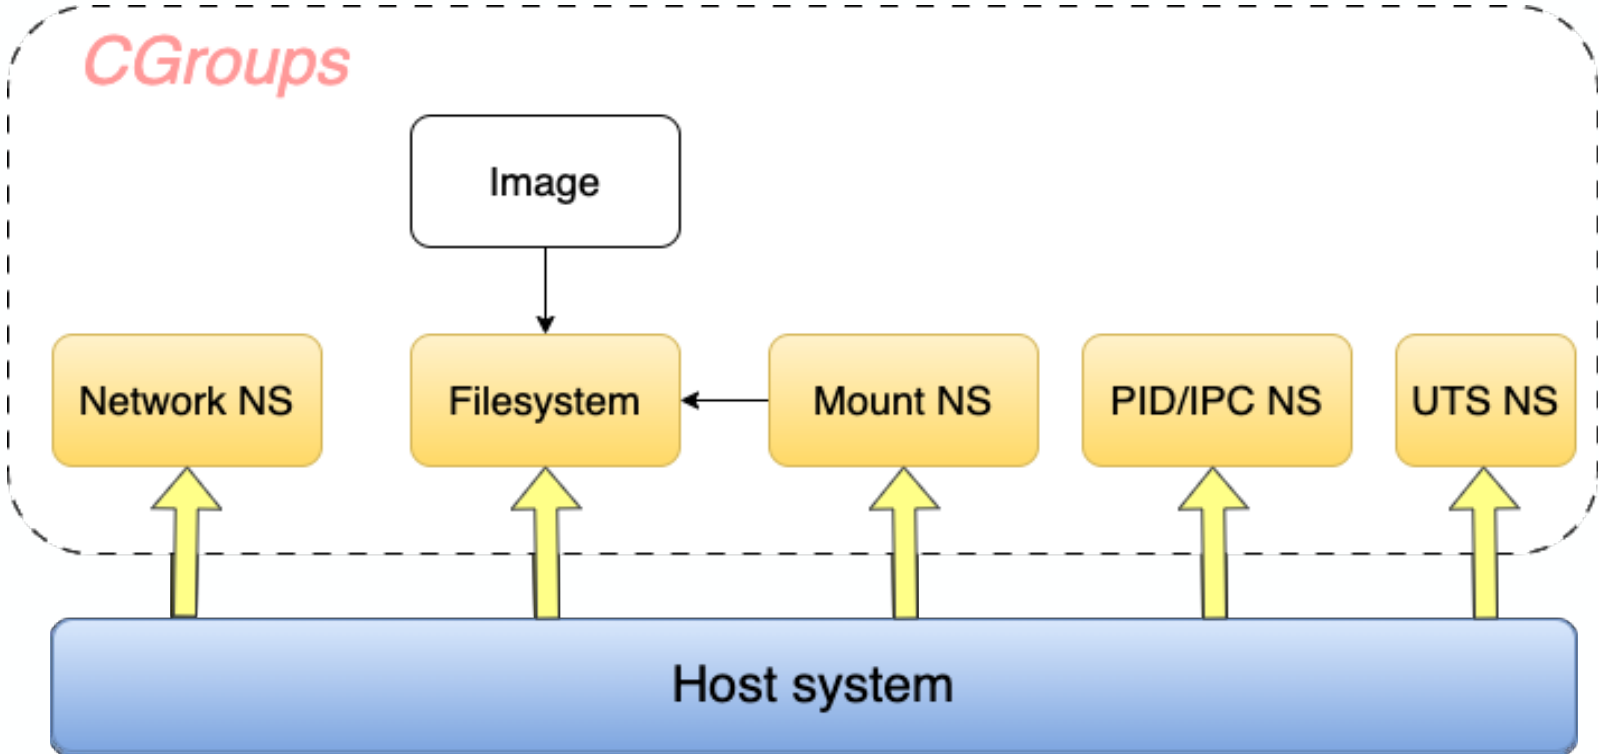 CGroups
Image
Network NS
Filesystem
Mount NS
PID/IPC NS
UTS NS
Host system